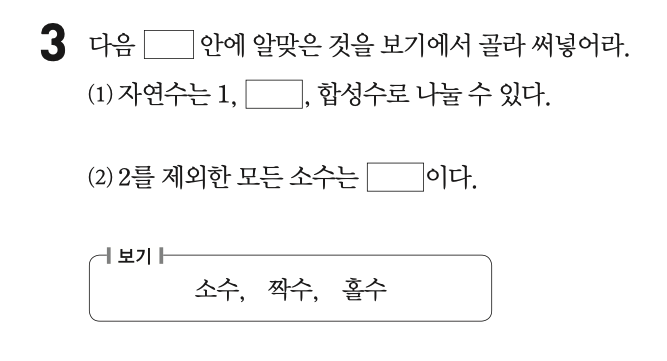 3 다음 안에 알맞은 것을 보기에서 골라 써넣어라.
(1) 자연수는 1, , 합성수로 나눌 수 있다.
(2) 2를 제외한 모든 소수는 이다.
보기
소수, 짝수, 홀수